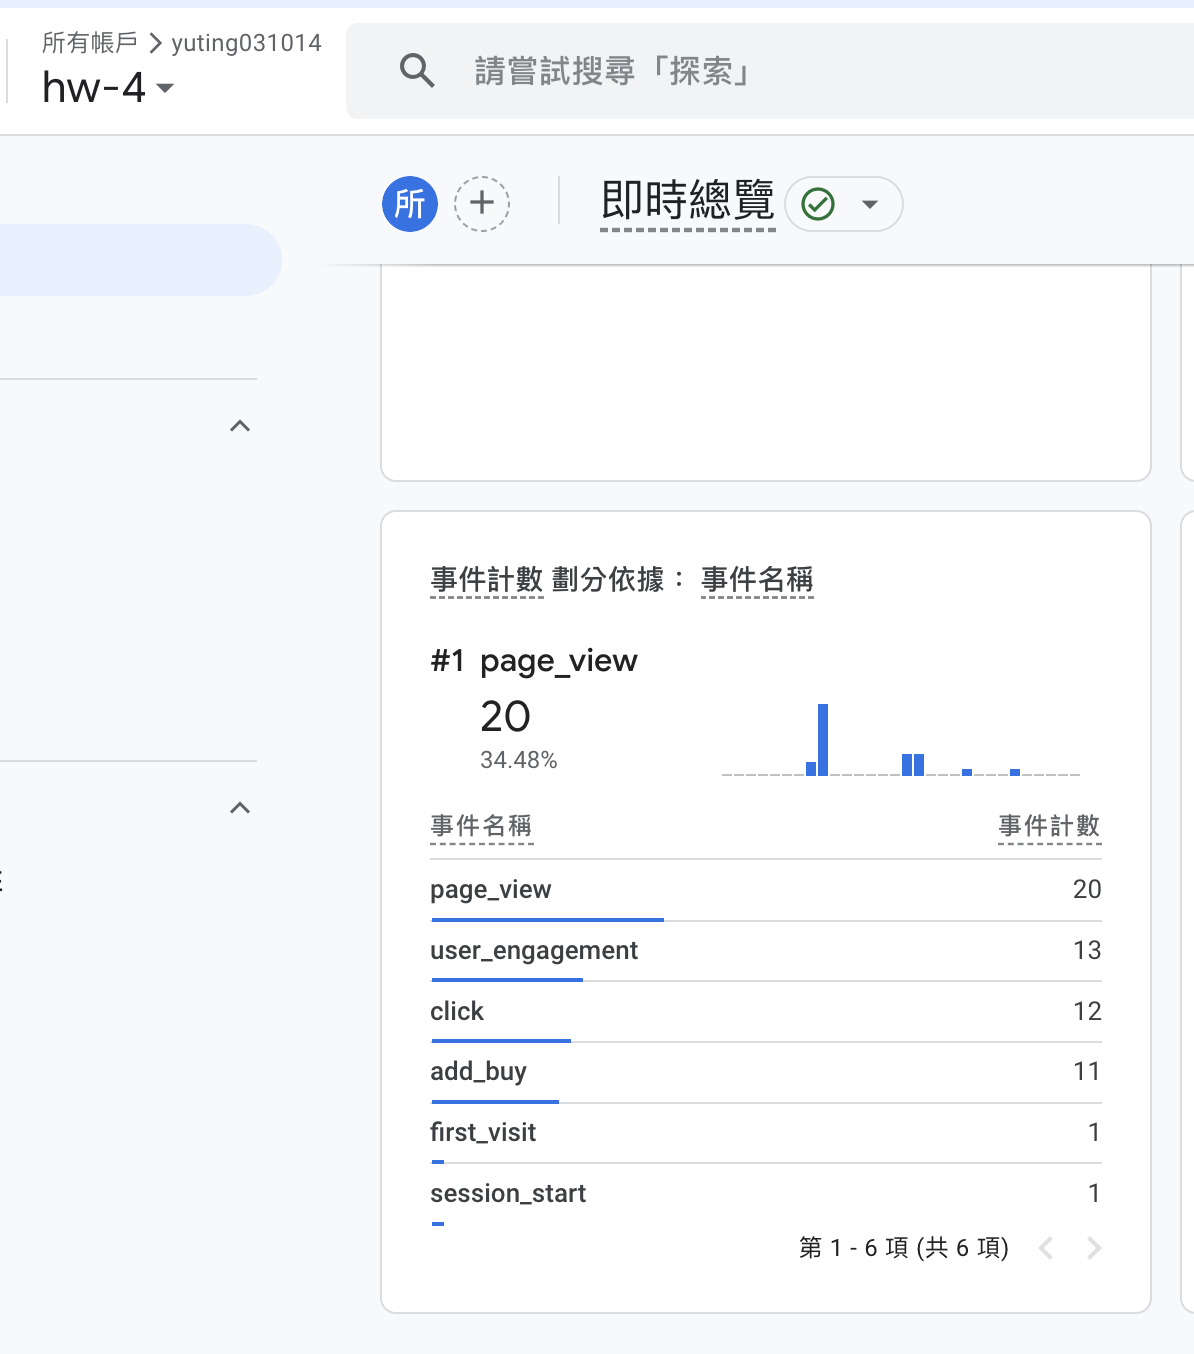 所有帳戶 > yuting031014
hw-4
請嘗試搜尋「探索」
所
即時總覽
事件計數 劃分依據： 事件名稱
#1 page_view
20
34.48%
事件名稱 事件計數
page_view 20
user_engagement 13
click 12
add_buy 11
first_visit 1
session_start 1
第 1 - 6 項 (共 6 項)